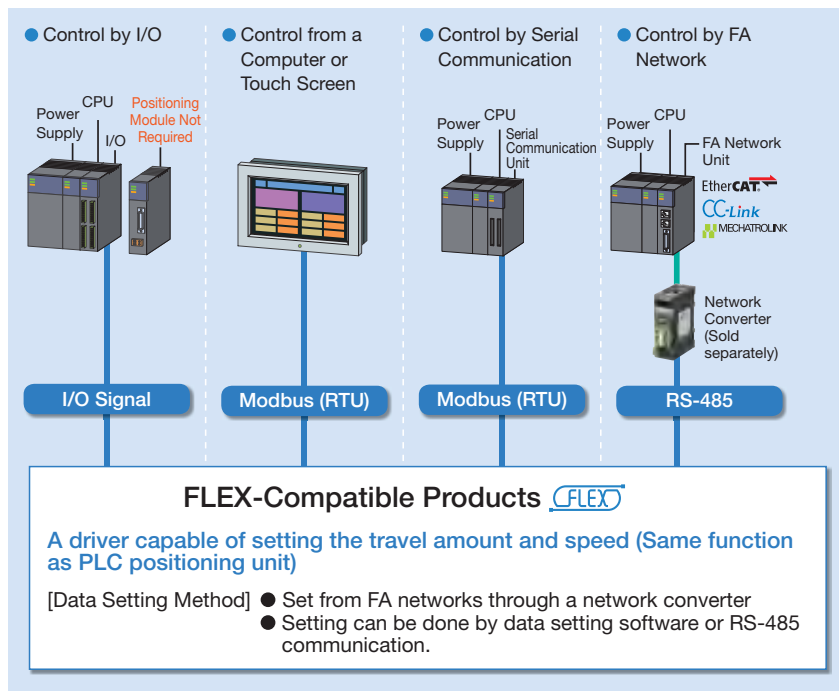 ● Control by I/O
Power
Supply
CPU
I/O
Positioning
Module Not
Required
I/O Signal
● Control from a
Computer or
Touch Screen
Modbus (RTU)
● Control by Serial
Communication
Power
Supply
CPU
Serial
Communication
Unit
Modbus (RTU)
● Control by FA
Network
Power
Supply
CPU
FA Network
Unit
EtherCAT
CC-Link
MECHATROLINK
Network
Converter
(Sold
separately)
RS-485
FLEX-Compatible Products FLEX
A driver capable of setting the travel amount and speed (Same function
as PLC positioning unit)
[Data Setting Method] ● Set from FA networks through a network converter
● Setting can be done by data setting software or RS-485
communication.